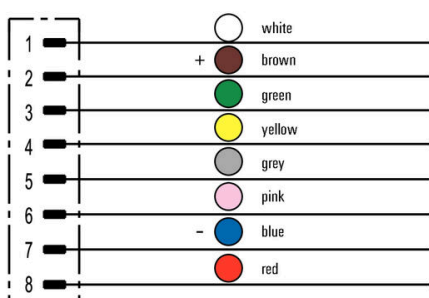 white
1
+ brown
2
green
3
yellow
4
grey
5
pink
6
- blue
7
red
8